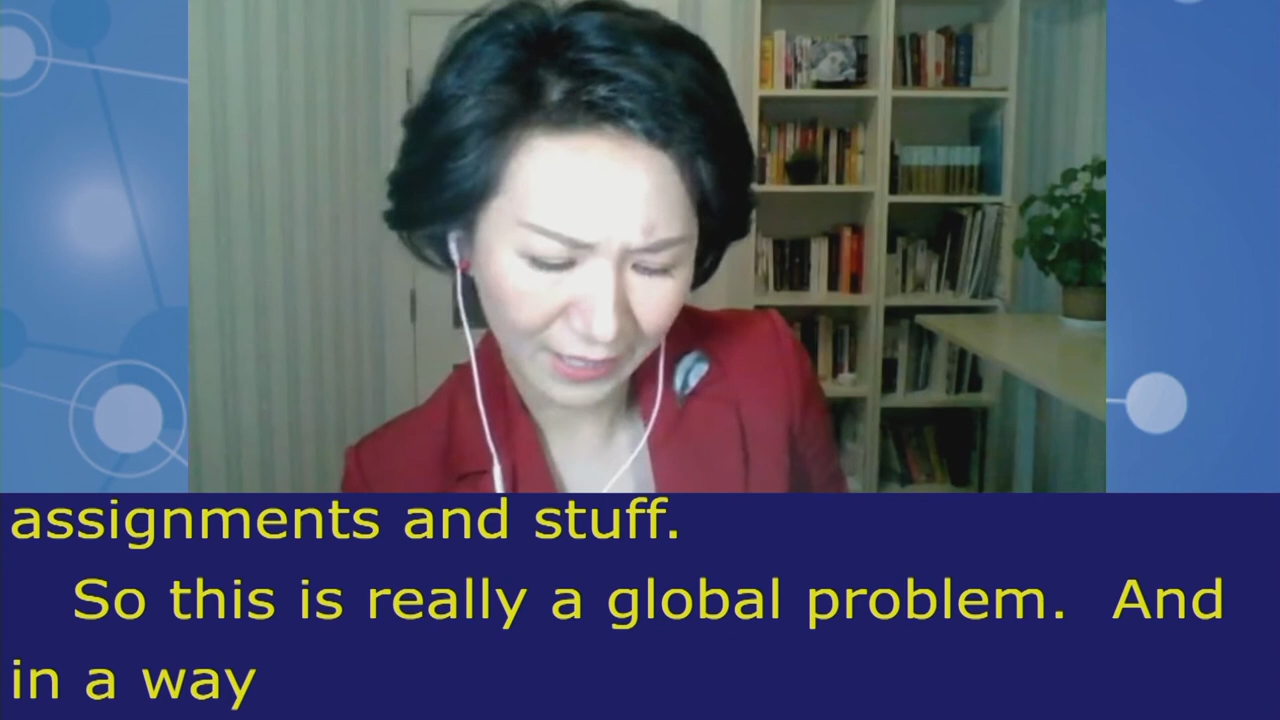 assignments and stuff.
So this is really a global problem.  And
in a way